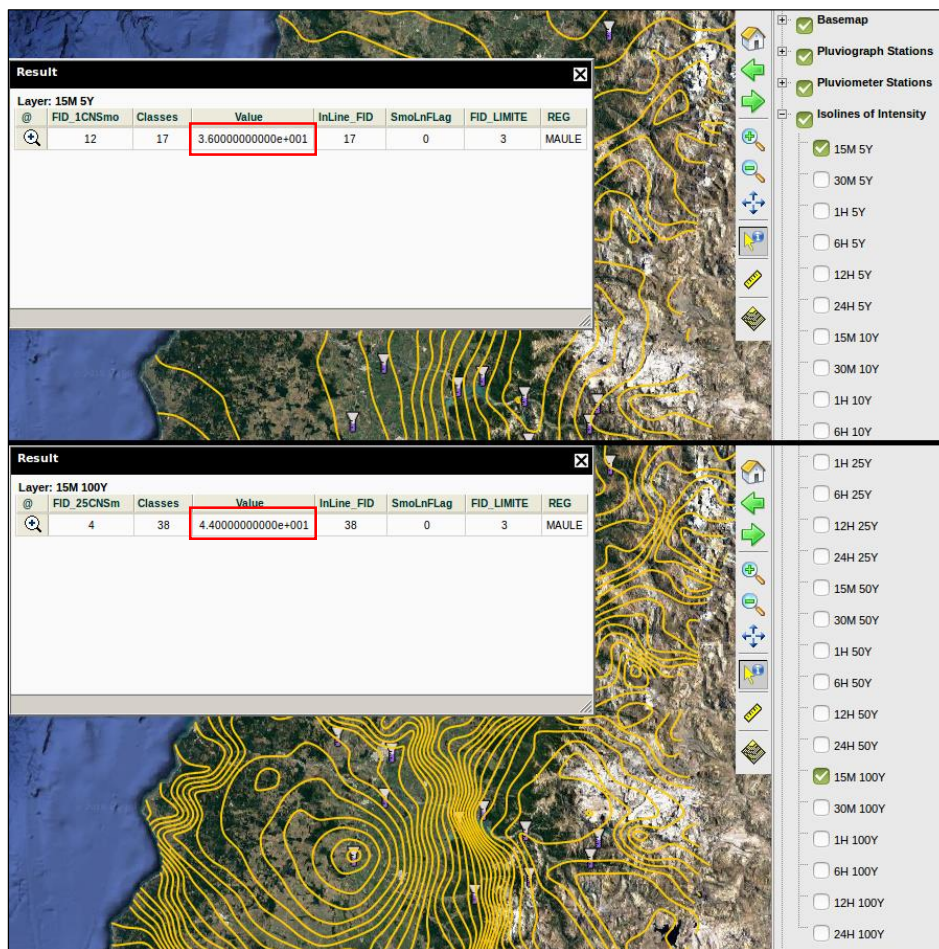 Result
Layer: 15M 5Y
@ FID_1CNSmo Classes Value InLine_FID SmoLnFLag FID_LIMITE REG
12 17 3.60000000000e+001 17 0 3 MAULE
Basemap
Pluviograph Stations
Pluviometer Stations
Isolines of Intensity
15M 5Y
30M 5Y
1H 5Y
6H 5Y
12H 5Y
24H 5Y
15M 10Y
30M 10Y
1H 10Y
6H 10Y
Result
Layer: 15M 100Y
@ FID_25CNSm Classes Value InLine_FID SmoLnFLag FID_LIMITE REG
4 38 4.40000000000e+001 38 0 3 MAULE
1H 25Y
6H 25Y
12H 25Y
24H 25Y
15M 50Y
30M 50Y
1H 50Y
6H 50Y
12H 50Y
24H 50Y
15M 100Y
30M 100Y
1H 100Y
6H 100Y
12H 100Y
24H 100Y